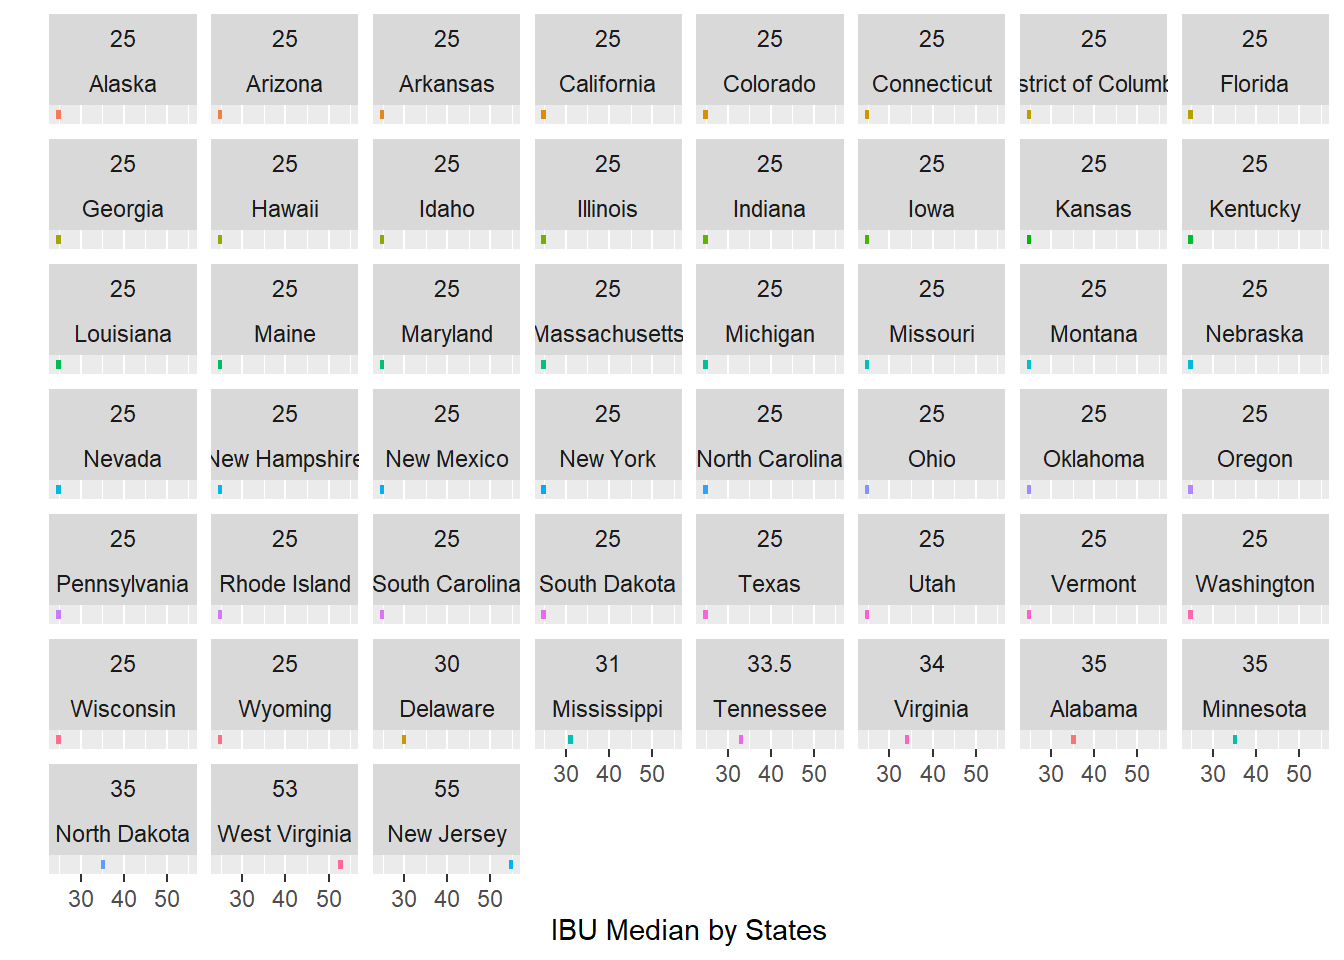 25 25 25 25 25 25 25 25
Alaska Arizona Arkansas California Colorado Connecticut strict of Columb Florida
25 25 25 25 25 25 25 25
Georgia Hawaii Idaho Illinois Indiana Iowa Kansas Kentucky
25 25 25 25 25 25 25 25
Louisiana Maine Maryland Massachusetts Michigan Missouri Montana Nebraska
25 25 25 25 25 25 25 25
Nevada New Hampshire New Mexico New York North Carolina Ohio Oklahoma Oregon
25 25 25 25 25 25 25 25
Pennsylvania Rhode Island South Carolina South Dakota Texas Utah Vermont Washington
25 25 30 31 33.5 34 35 35
Wisconsin Wyoming Delaware Mississippi Tennessee Virginia Alabama Minnesota
30 40 50 30 40 50 30 40 50 30 40 50 30 40 50
35 53 55
North Dakota West Virginia New Jersey
30 40 50 30 40 50 30 40 50
IBU Median by States